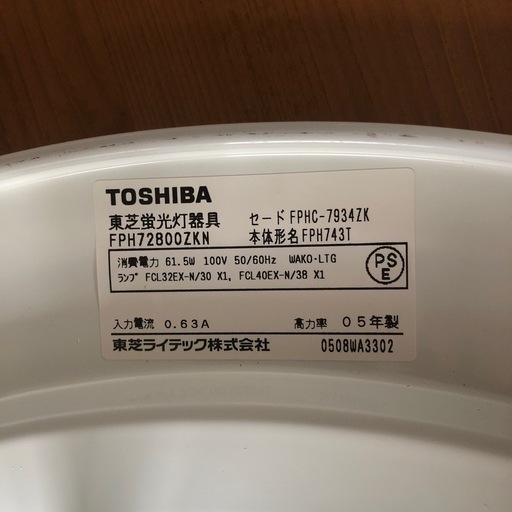 TOSHIBA
東芝蛍光灯器具 セード FPHC-7934ZK
FPH72800ZKN 本体形名 FPH743T
消費電力 61.5W 100V 50/60Hz WAKO・LTG
ランプ FCL32EX-N/30 X1, FCL40EX-N/38 X1
PS
E
入力電流 0.63A 高力率 05年製
東芝ライテック株式会社 0508WA3302